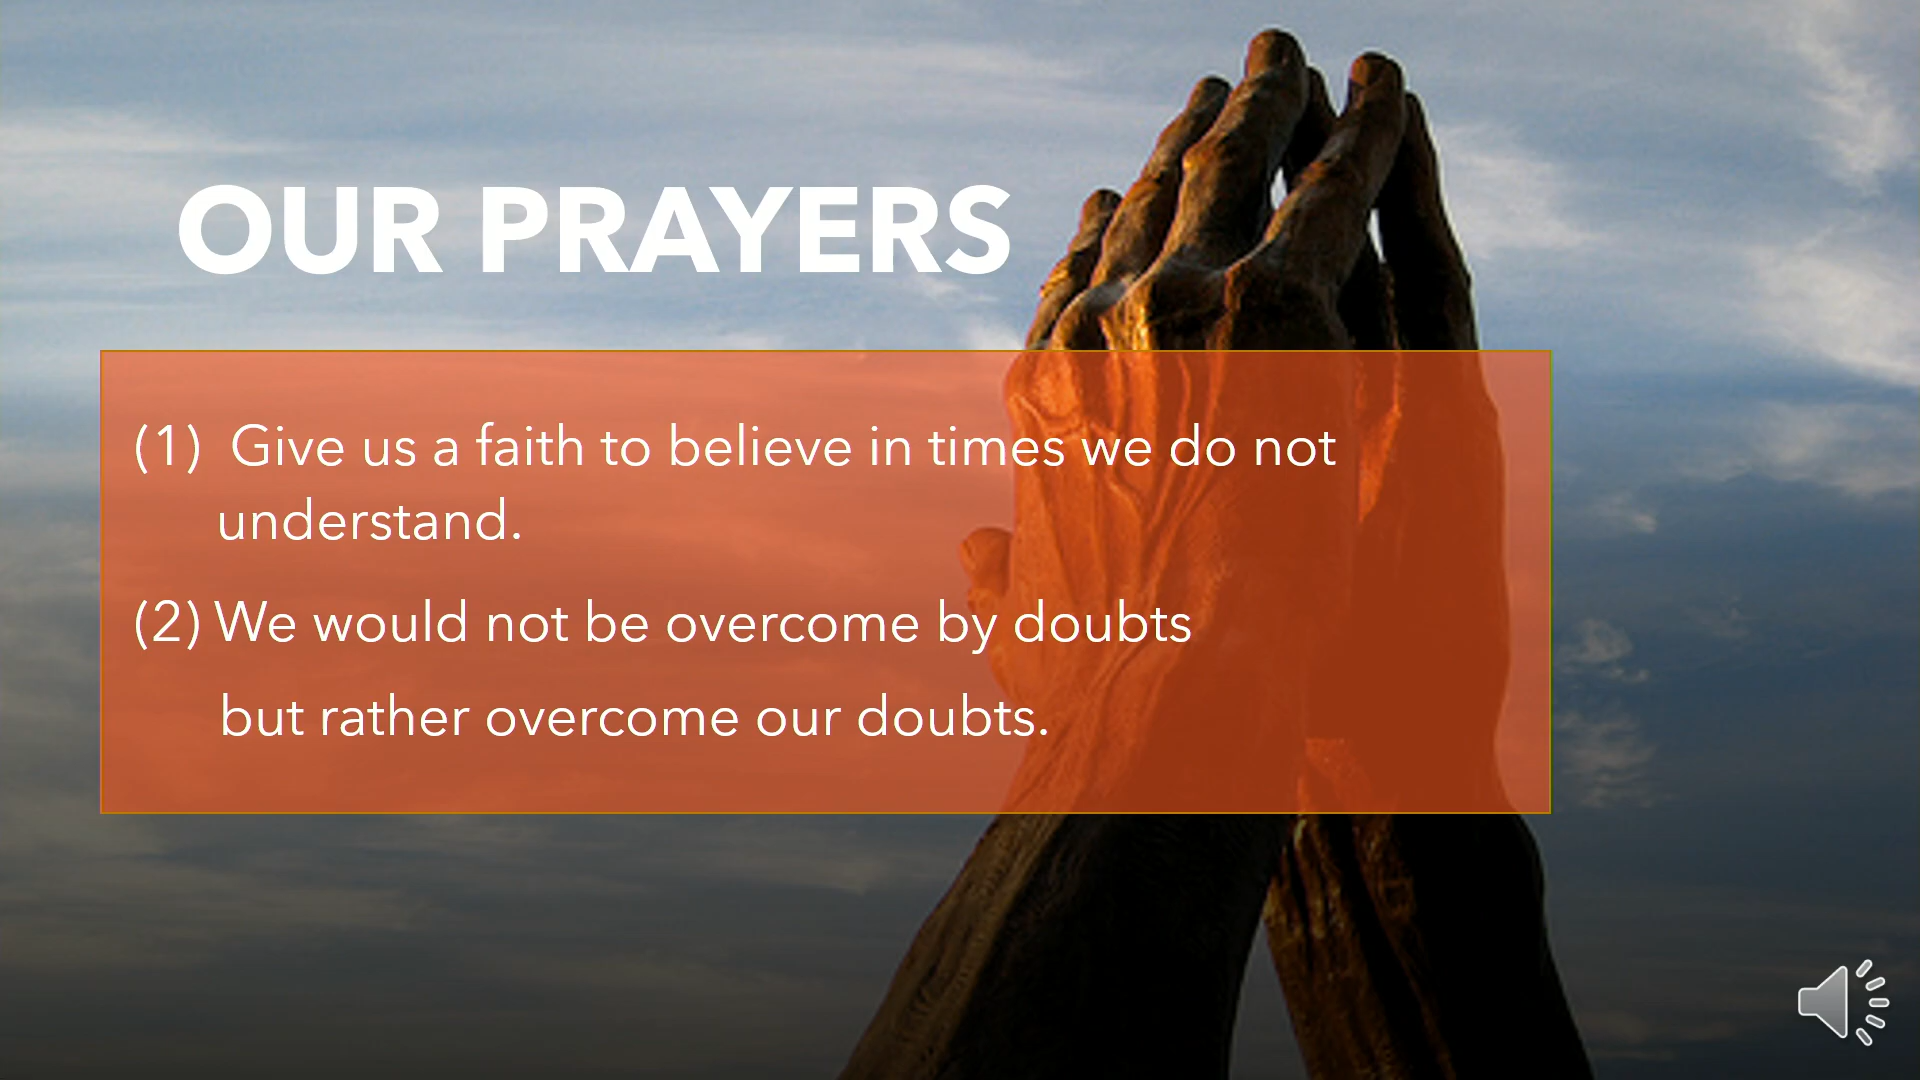 OUR PRAYERS
(1) Give us a faith to believe in times we do not
understand.
(2) We would not be overcome by doubts
but rather overcome our doubts.